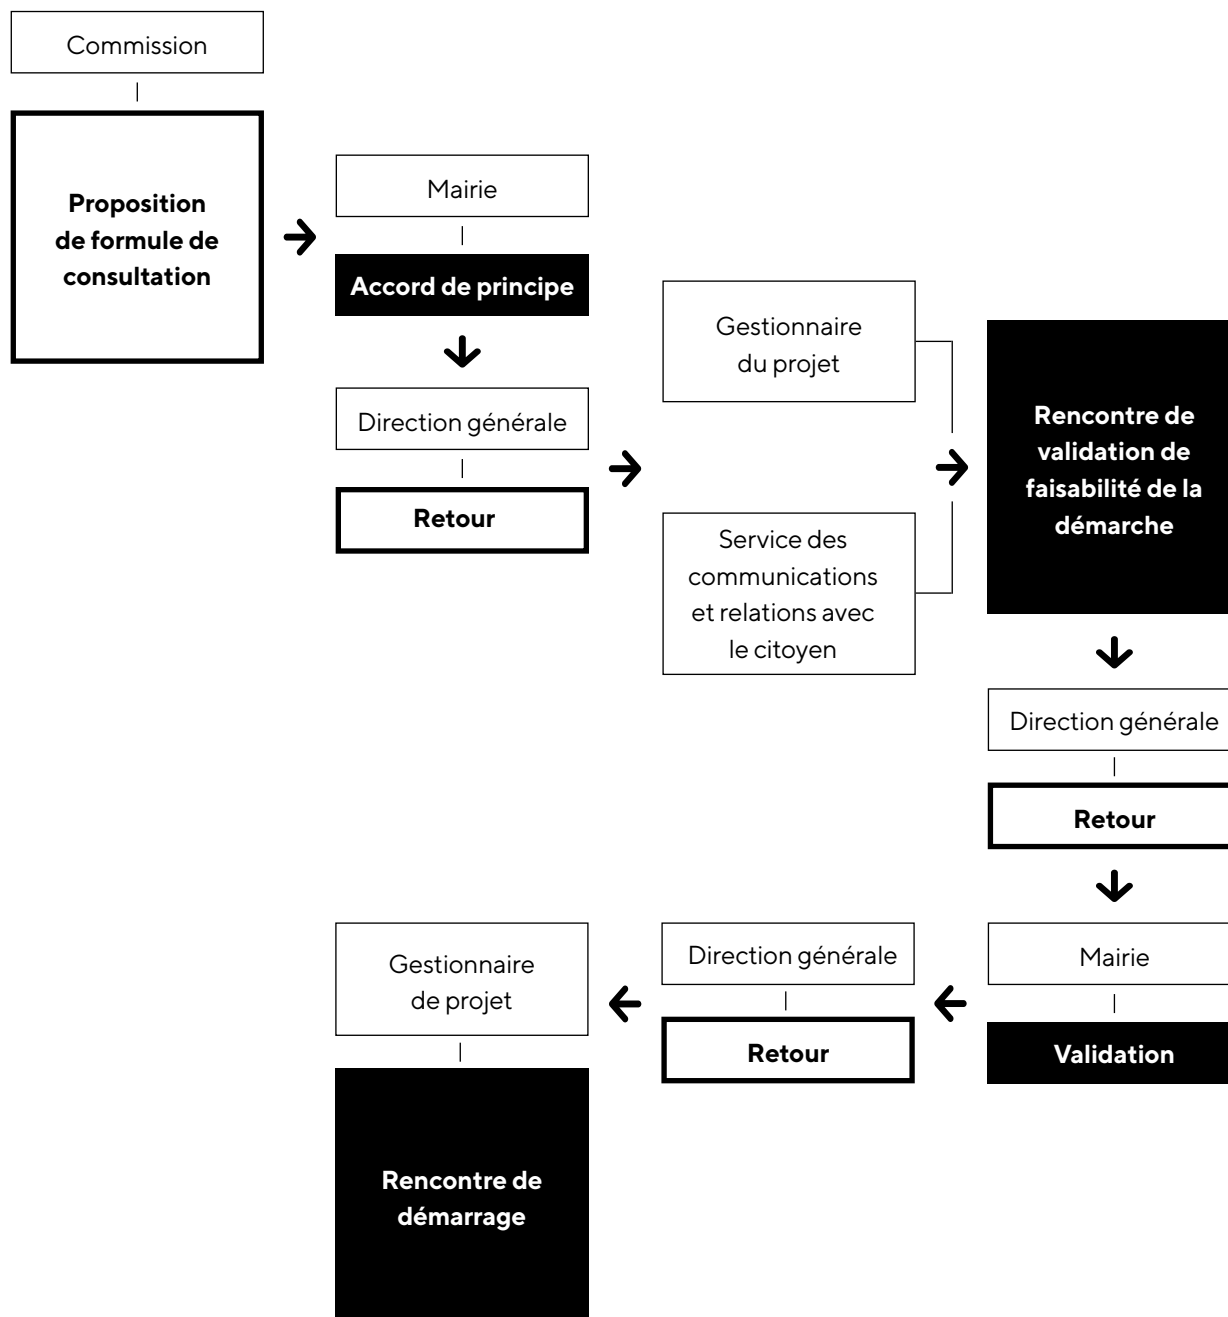 Commission
Proposition
de formule de
consultation
Mairie
Accord de principe
Direction générale
Retour
Gestionnaire
du projet
Service des
communications
et relations avec
le citoyen
Rencontre de
validation de
faisabilité de la
démarche
Direction générale
Retour
Mairie
Validation
Direction générale
Retour
Gestionnaire
de projet
Rencontre de
démarrage